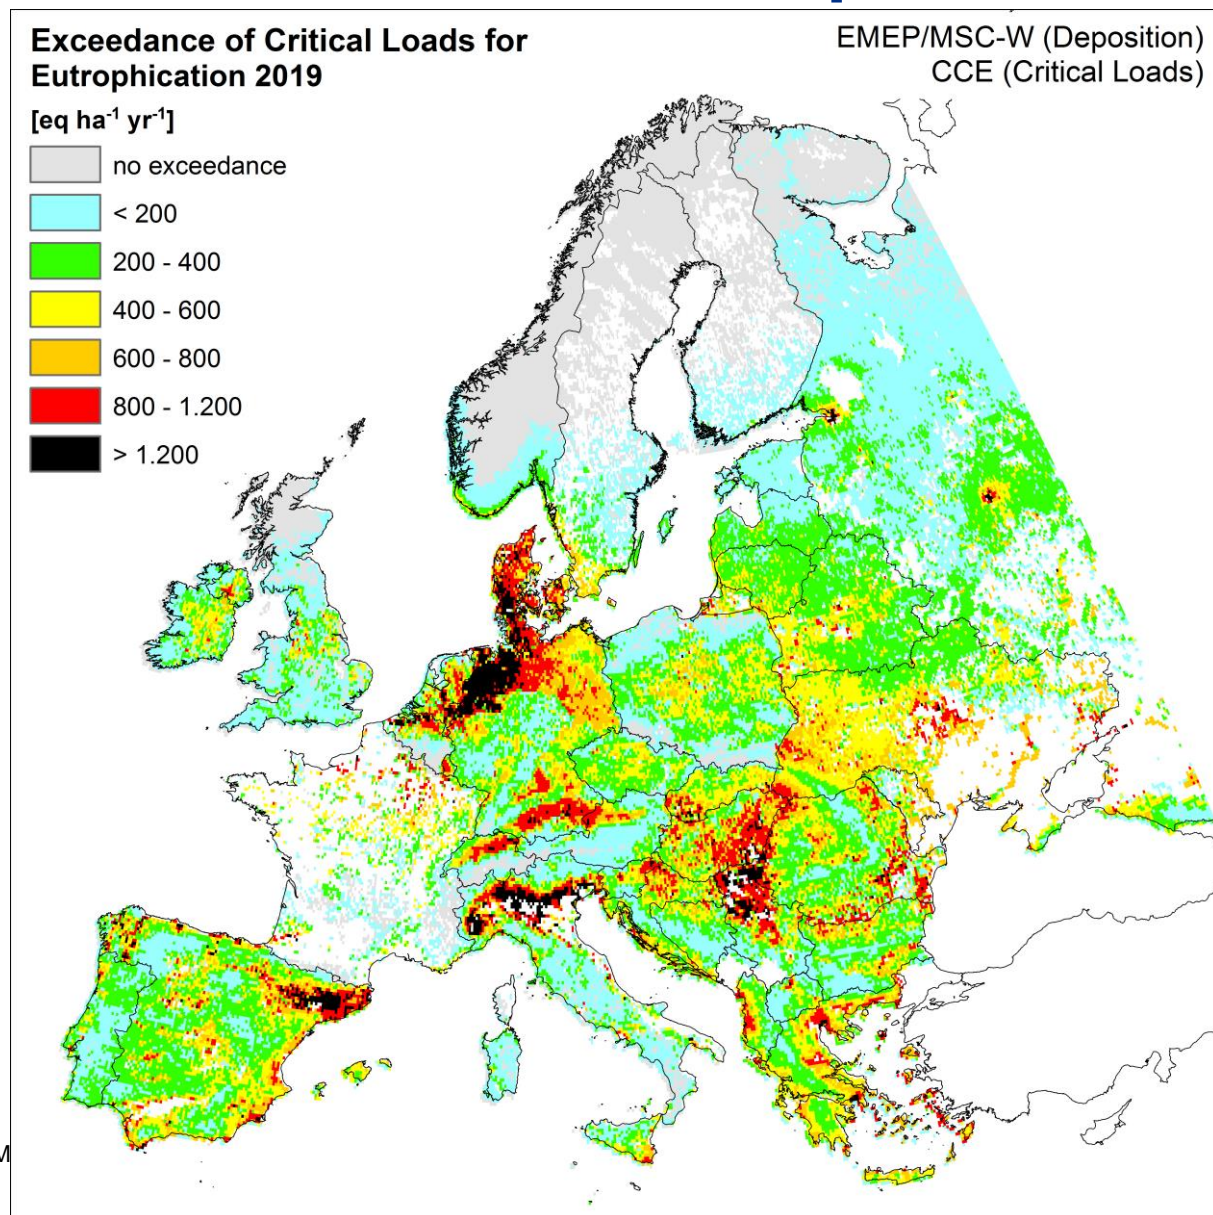 Exceedance of Critical Loads for
Eutrophication 2019
[eq ha⁻¹ yr⁻¹]
no exceedance
< 200
200 - 400
400 - 600
600 - 800
800 - 1.200
> 1.200
EMEP/MSC-W (Deposition)
CCE (Critical Loads)
M